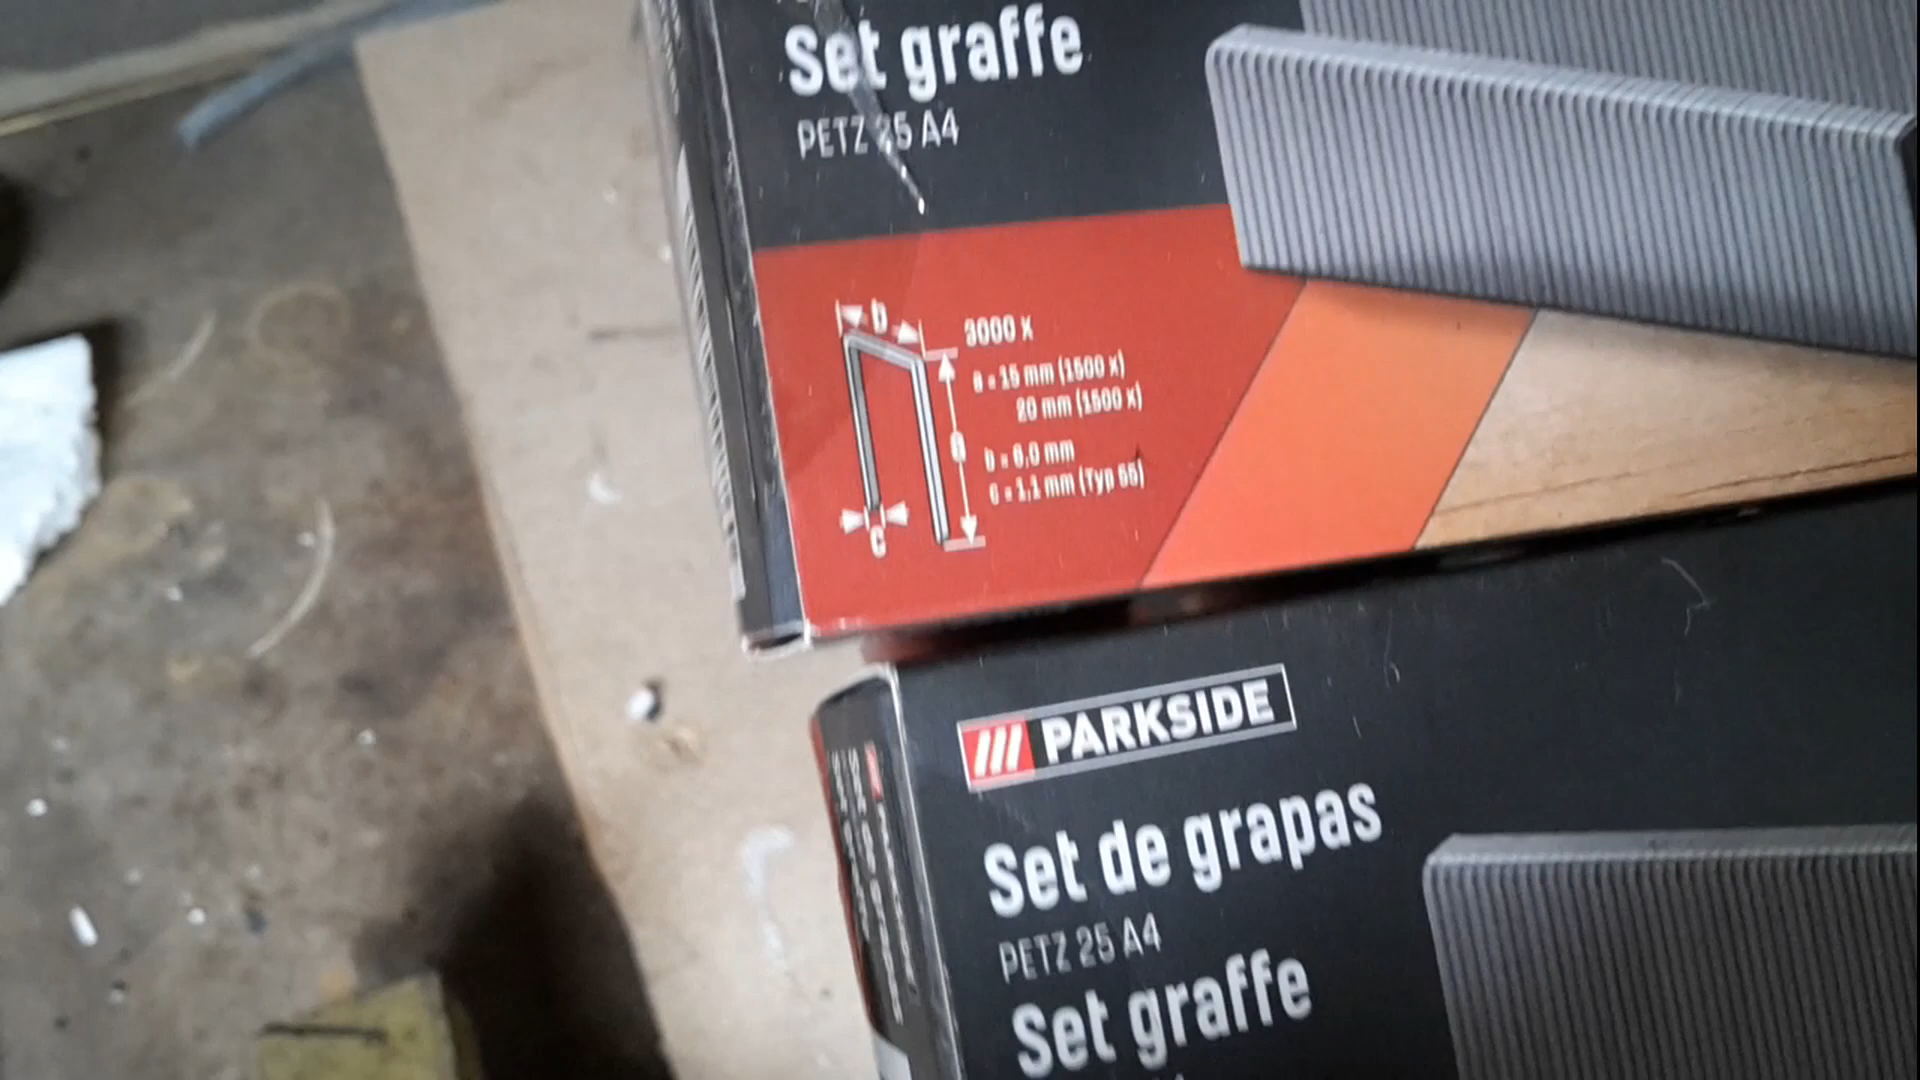 Set graffe
PETZ 25 A4
b
3000 x
a = 15 mm (1500 x)
20 mm (1500 x)
a
b = 6,0 mm
c = 1,1 mm (Typ 55)
c
PARKSIDE
Set de grapas
PETZ 25 A4
Set graffe